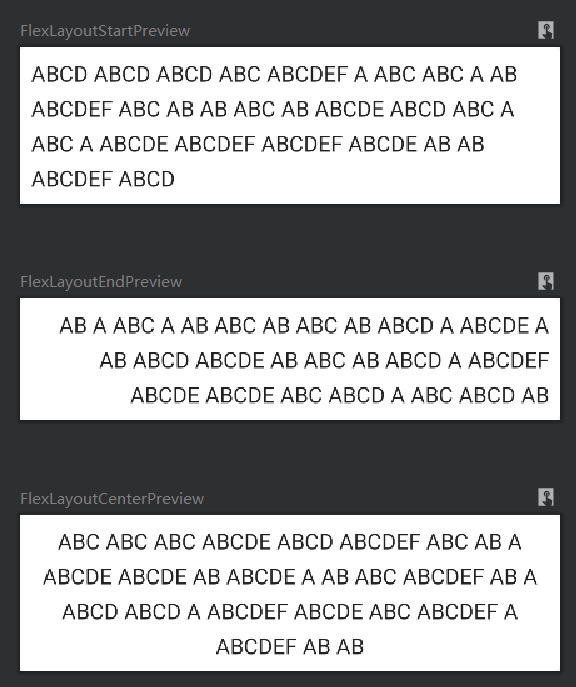 FlexLayoutStartPreview
ABCD ABCD ABCD ABC ABCDEF A ABC ABC A AB
ABCDEF ABC AB AB ABC AB ABCDE ABCD ABC A
ABC A ABCDE ABCDEF ABCDEF ABCDE AB AB
ABCDEF ABCD
FlexLayoutEndPreview
AB A ABC A AB ABC AB ABC AB ABCD A ABCDE A
AB ABCD ABCDE AB ABC AB ABCD A ABCDEF
ABCDE ABCDE ABC ABCD A ABC ABCD AB
FlexLayoutCenterPreview
ABC ABC ABC ABCDE ABCD ABCDEF ABC AB A
ABCDE ABCDE AB ABCDE A AB ABC ABCDEF AB A
ABCD ABCD A ABCDEF ABCDE ABC ABCDEF A
ABCDEF AB AB